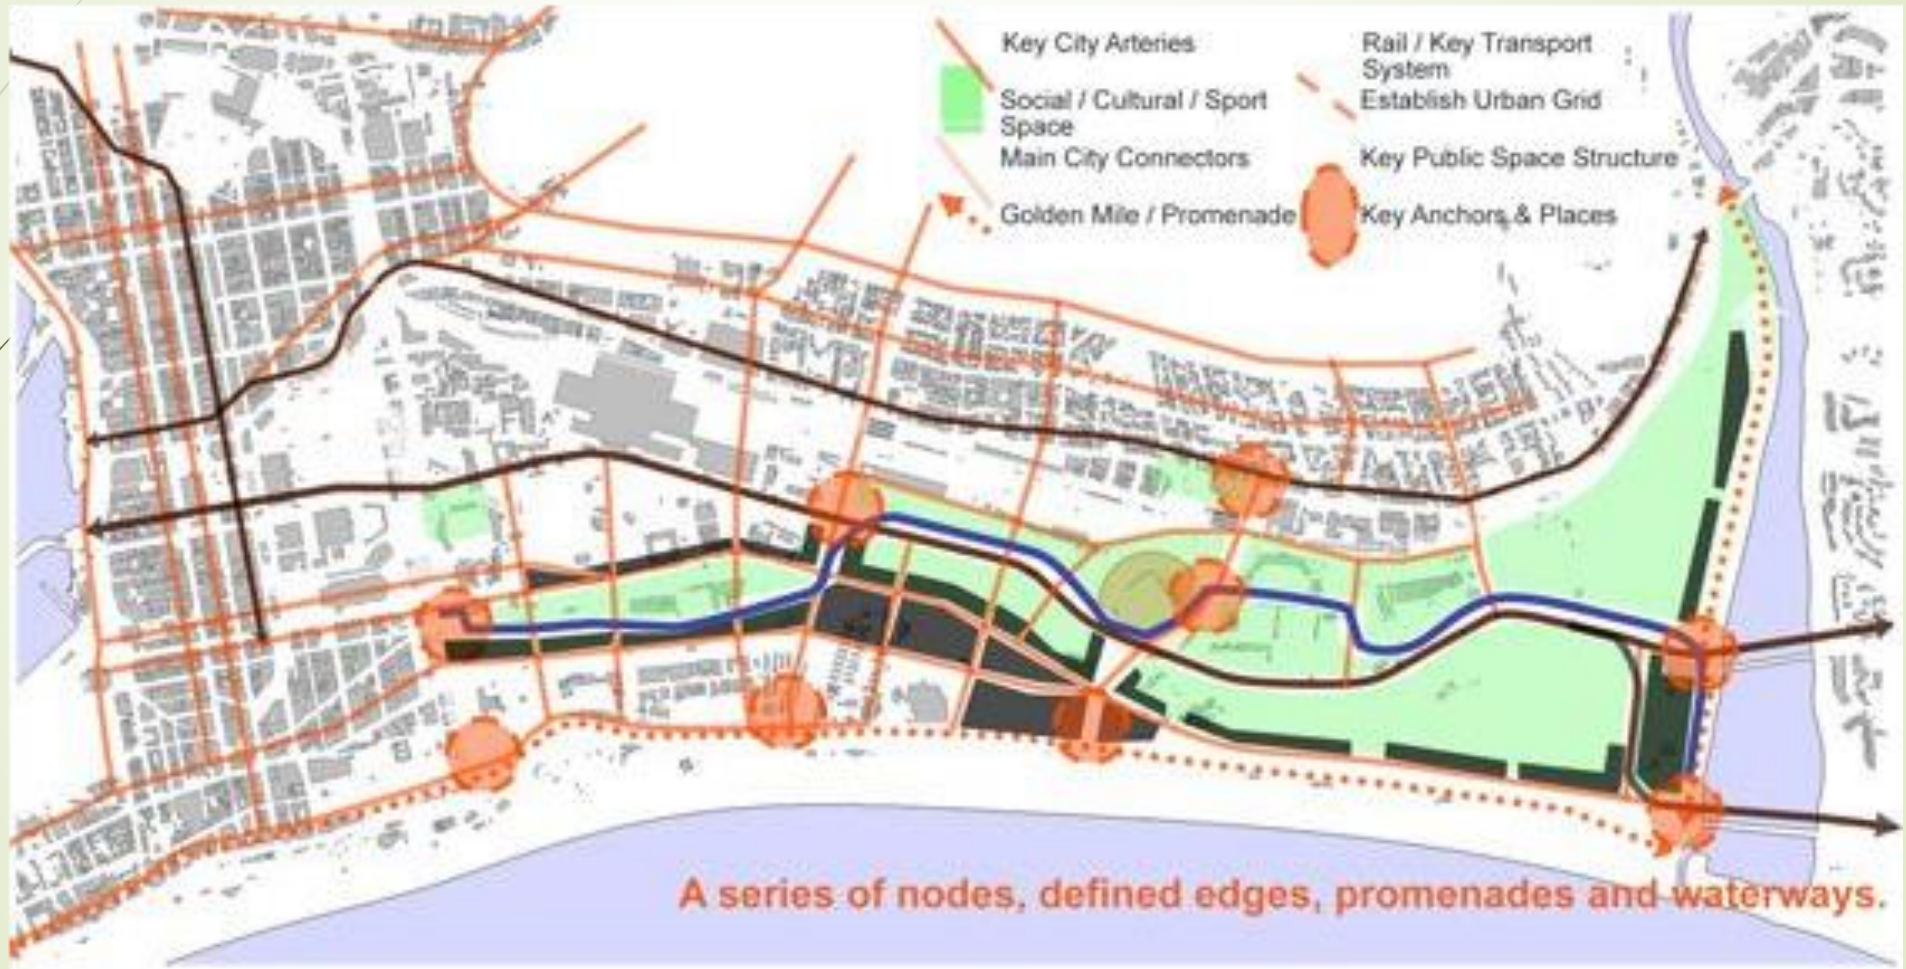 Key City Arteries
Social / Cultural / Sport
Space
Main City Connectors
Golden Mile / Promenade
Rail / Key Transport
System
Establish Urban Grid
Key Public Space Structure
Key Anchors & Places
A series of nodes, defined edges, promenades and waterways.